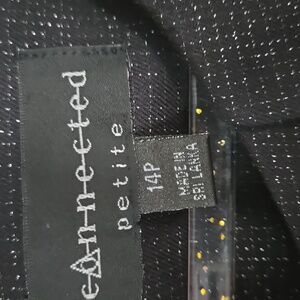 connected
petite
14P
MADE IN
SRI LANKA